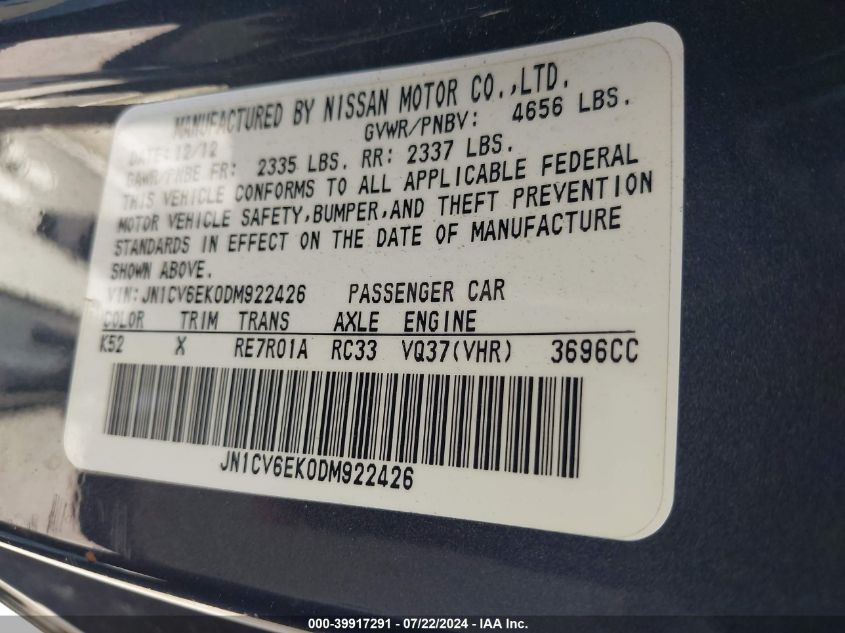 MANUFACTURED BY NISSAN MOTOR CO.,LTD.
DATE:12/12 GVWR/PNBV: 4656 LBS.
GAWR/PNBE FR: 2335 LBS. RR: 2337 LBS.
THIS VEHICLE CONFORMS TO ALL APPLICABLE FEDERAL
MOTOR VEHICLE SAFETY,BUMPER,AND THEFT PREVENTION
STANDARDS IN EFFECT ON THE DATE OF MANUFACTURE
SHOWN ABOVE.
VIN:JN1CV6EK0DM922426 PASSENGER CAR
COLOR TRIM TRANS AXLE ENGINE
K52 X RE7R01A RC33 VQ37(VHR) 3696CC
JN1CV6EK0DM922426
000-39917291 - 07/22/2024 - IAA Inc.